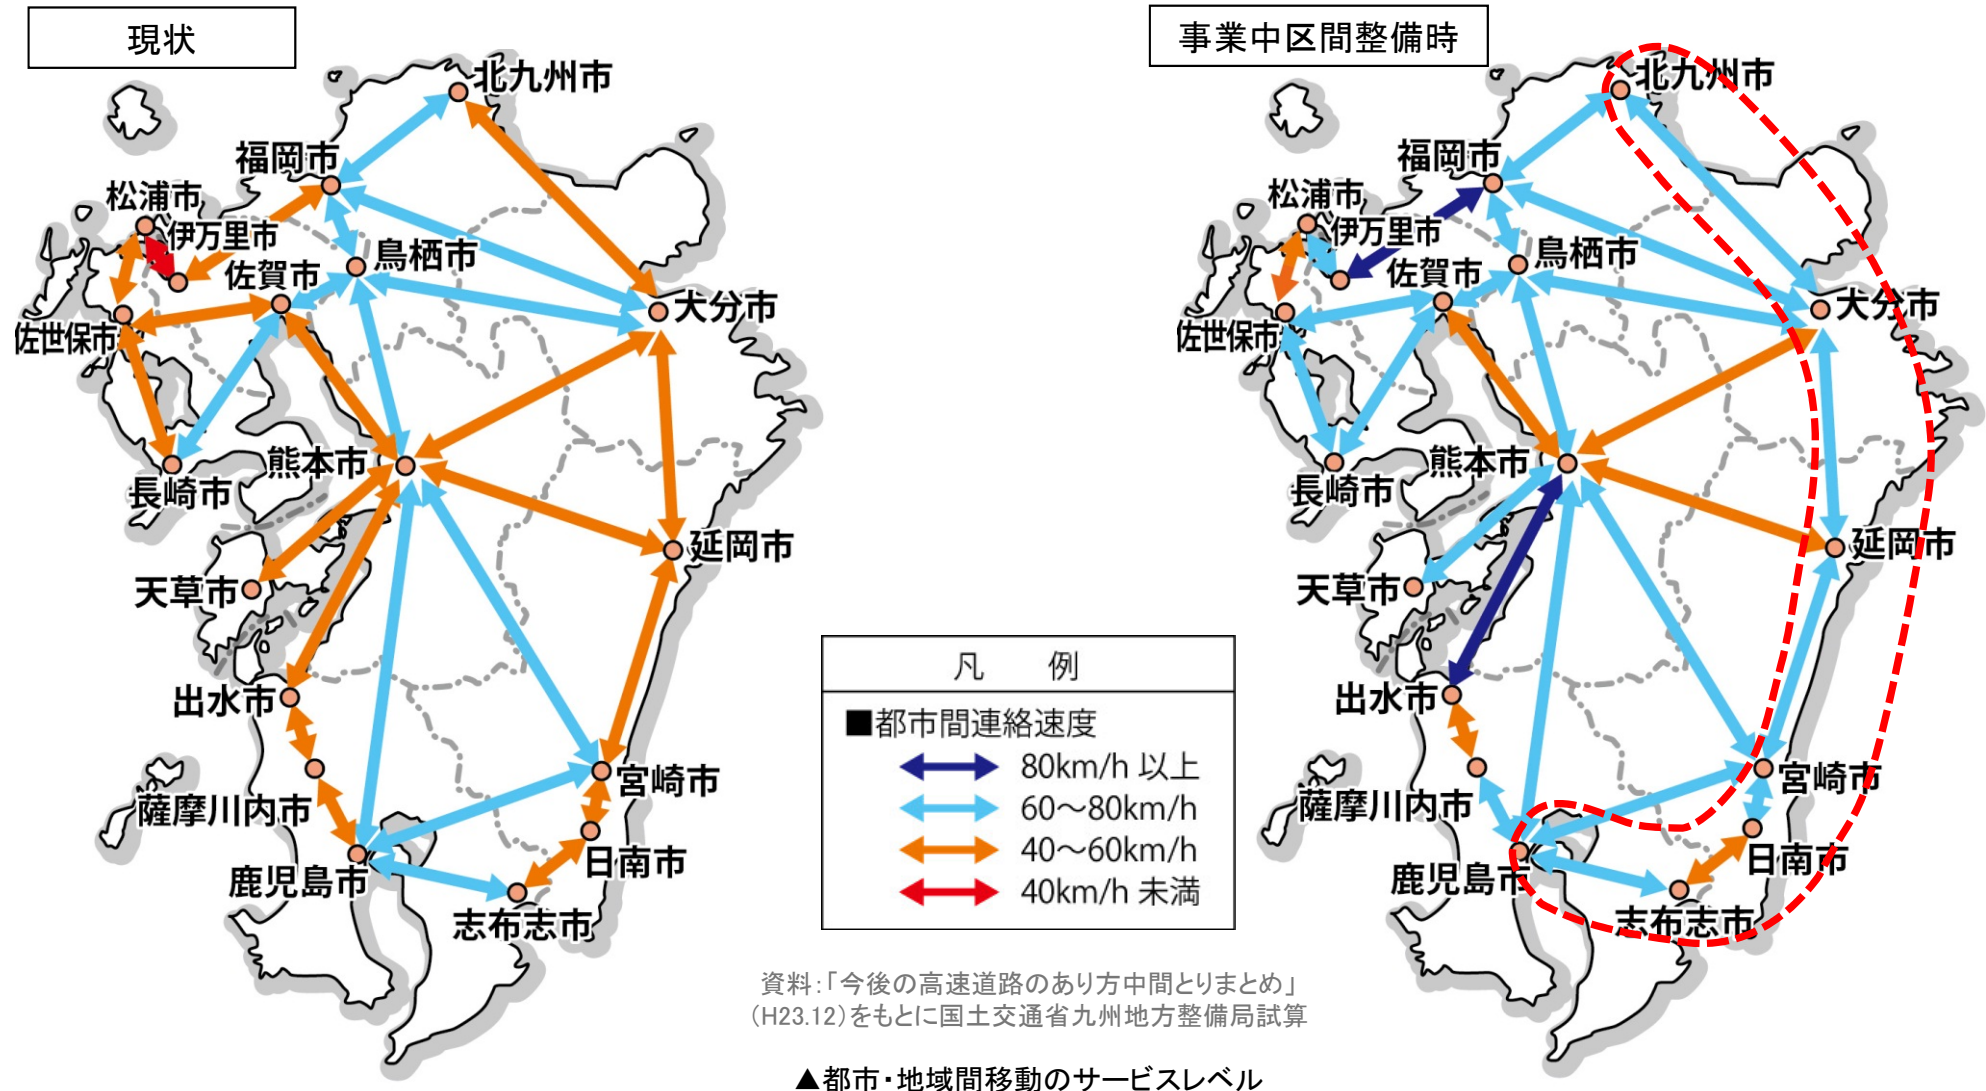 現状
北九州市
福岡市
松浦市
伊万里市
鳥栖市
佐賀市
大分市
佐世保市
熊本市
長崎市
延岡市
天草市
出水市
宮崎市
薩摩川内市
日南市
鹿児島市
志布志市
事業中区間整備時
北九州市
福岡市
松浦市
伊万里市
鳥栖市
佐賀市
大分市
佐世保市
熊本市
長崎市
延岡市
天草市
出水市
宮崎市
薩摩川内市
日南市
鹿児島市
志布志市
凡 例
■都市間連絡速度
80km/h 以上
60～80km/h
40～60km/h
40km/h 未満
資料：「今後の高速道路のあり方中間とりまとめ」
（H23.12）をもとに国土交通省九州地方整備局試算
▲都市・地域間移動のサービスレベル